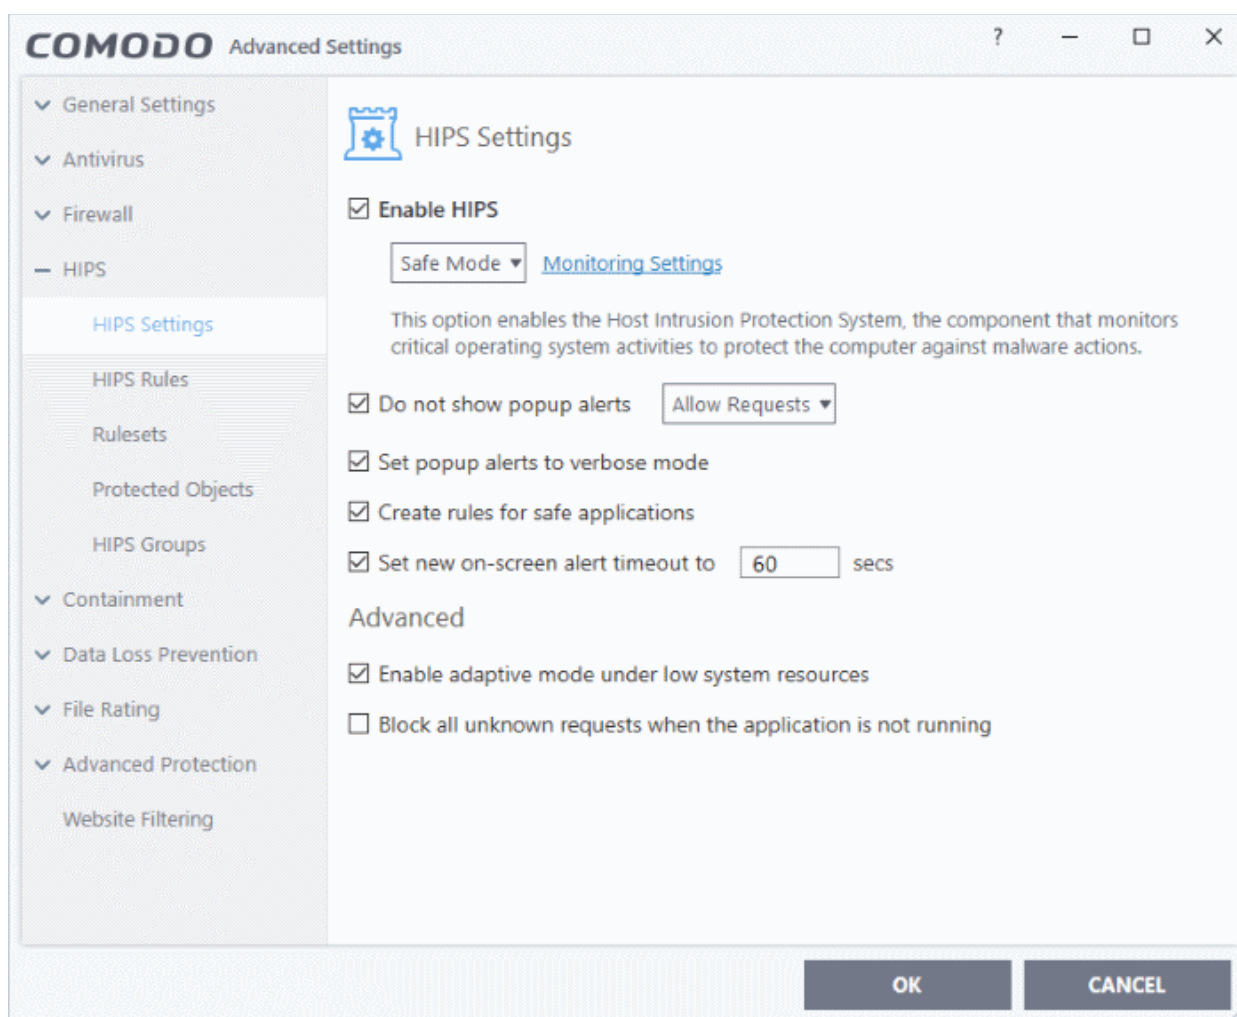 COMODO Advanced Settings ?
General Settings
Antivirus
Firewall
HIPS
HIPS Settings
HIPS Rules
Rulesets
Protected Objects
HIPS Groups
Containment
Data Loss Prevention
File Rating
Advanced Protection
Website Filtering
HIPS Settings
Enable HIPS
Safe Mode Monitoring Settings
This option enables the Host Intrusion Protection System, the component that monitors
critical operating system activities to protect the computer against malware actions.
Do not show popup alerts Allow Requests
Set popup alerts to verbose mode
Create rules for safe applications
Set new on-screen alert timeout to 60 secs
Advanced
Enable adaptive mode under low system resources
Block all unknown requests when the application is not running
OK CANCEL